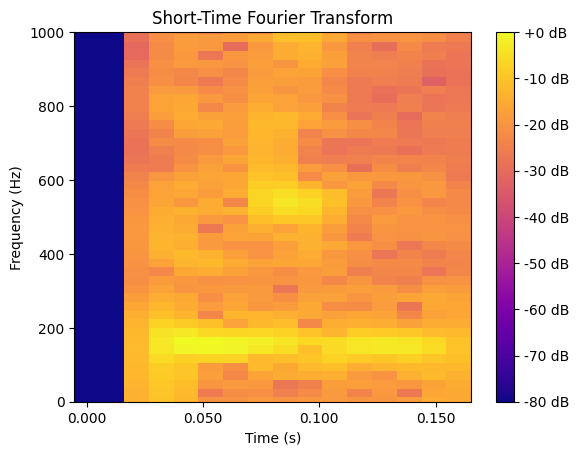 Short-Time Fourier Transform
Frequency (Hz)
1000
800
600
400
200
0
0.000
0.050
0.100
0.150
Time (s)
+0 dB
-10 dB
-20 dB
-30 dB
-40 dB
-50 dB
-60 dB
-70 dB
-80 dB